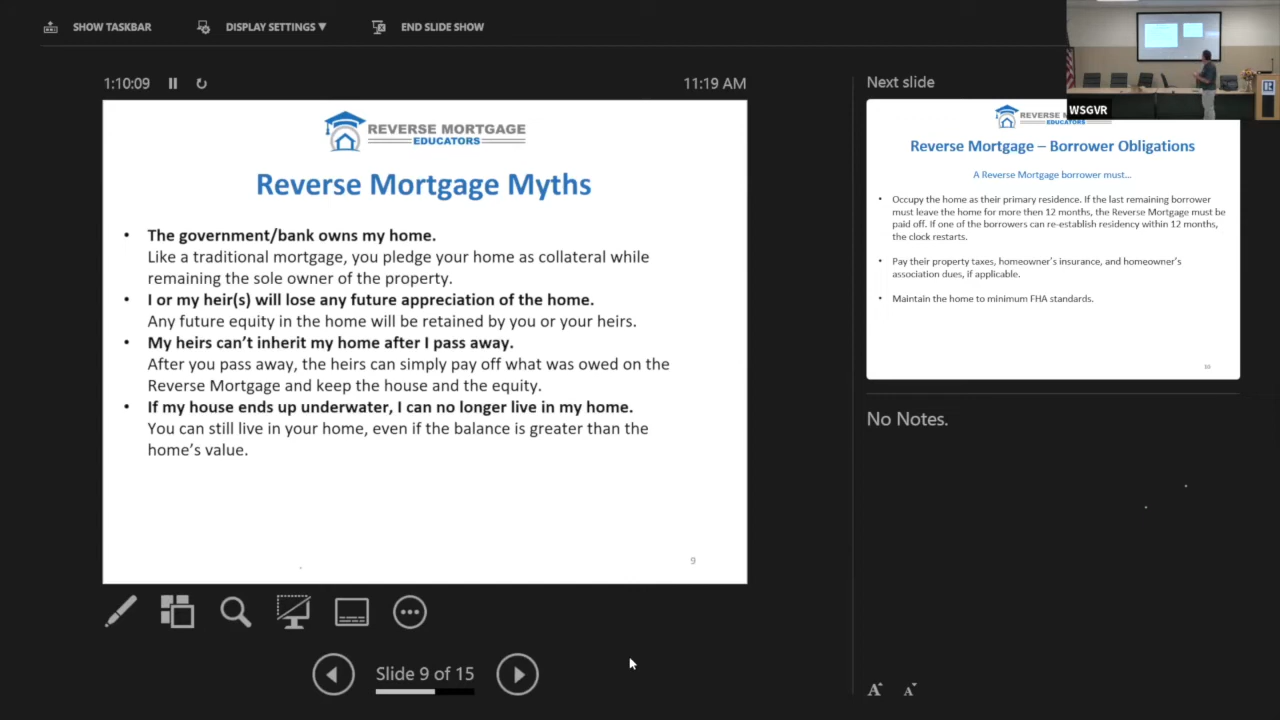 SHOW TASKBAR
DISPLAY SETTINGS ▼
END SLIDE SHOW
1:10:09
11:19 AM
REVERSE MORTGAGE
EDUCATORS
Reverse Mortgage Myths
• The government/bank owns my home.
Like a traditional mortgage, you pledge your home as collateral while
remaining the sole owner of the property.
• I or my heir(s) will lose any future appreciation of the home.
Any future equity in the home will be retained by you or your heirs.
• My heirs can’t inherit my home after I pass away.
After you pass away, the heirs can simply pay off what was owed on the
Reverse Mortgage and keep the house and the equity.
• If my house ends up underwater, I can no longer live in my home.
You can still live in your home, even if the balance is greater than the
home’s value.
9
Slide 9 of 15
Next slide
WSGVR
Reverse Mortgage – Borrower Obligations
A Reverse Mortgage borrower must...
• Occupy the home as their primary residence. If the last remaining borrower
must leave the home for more then 12 months, the Reverse Mortgage must be
paid off. If one of the borrowers can re-establish residency within 12 months,
the clock restarts.
• Pay their property taxes, homeowner’s insurance, and homeowner’s
association dues, if applicable.
• Maintain the home to minimum FHA standards.
10
No Notes.
A A